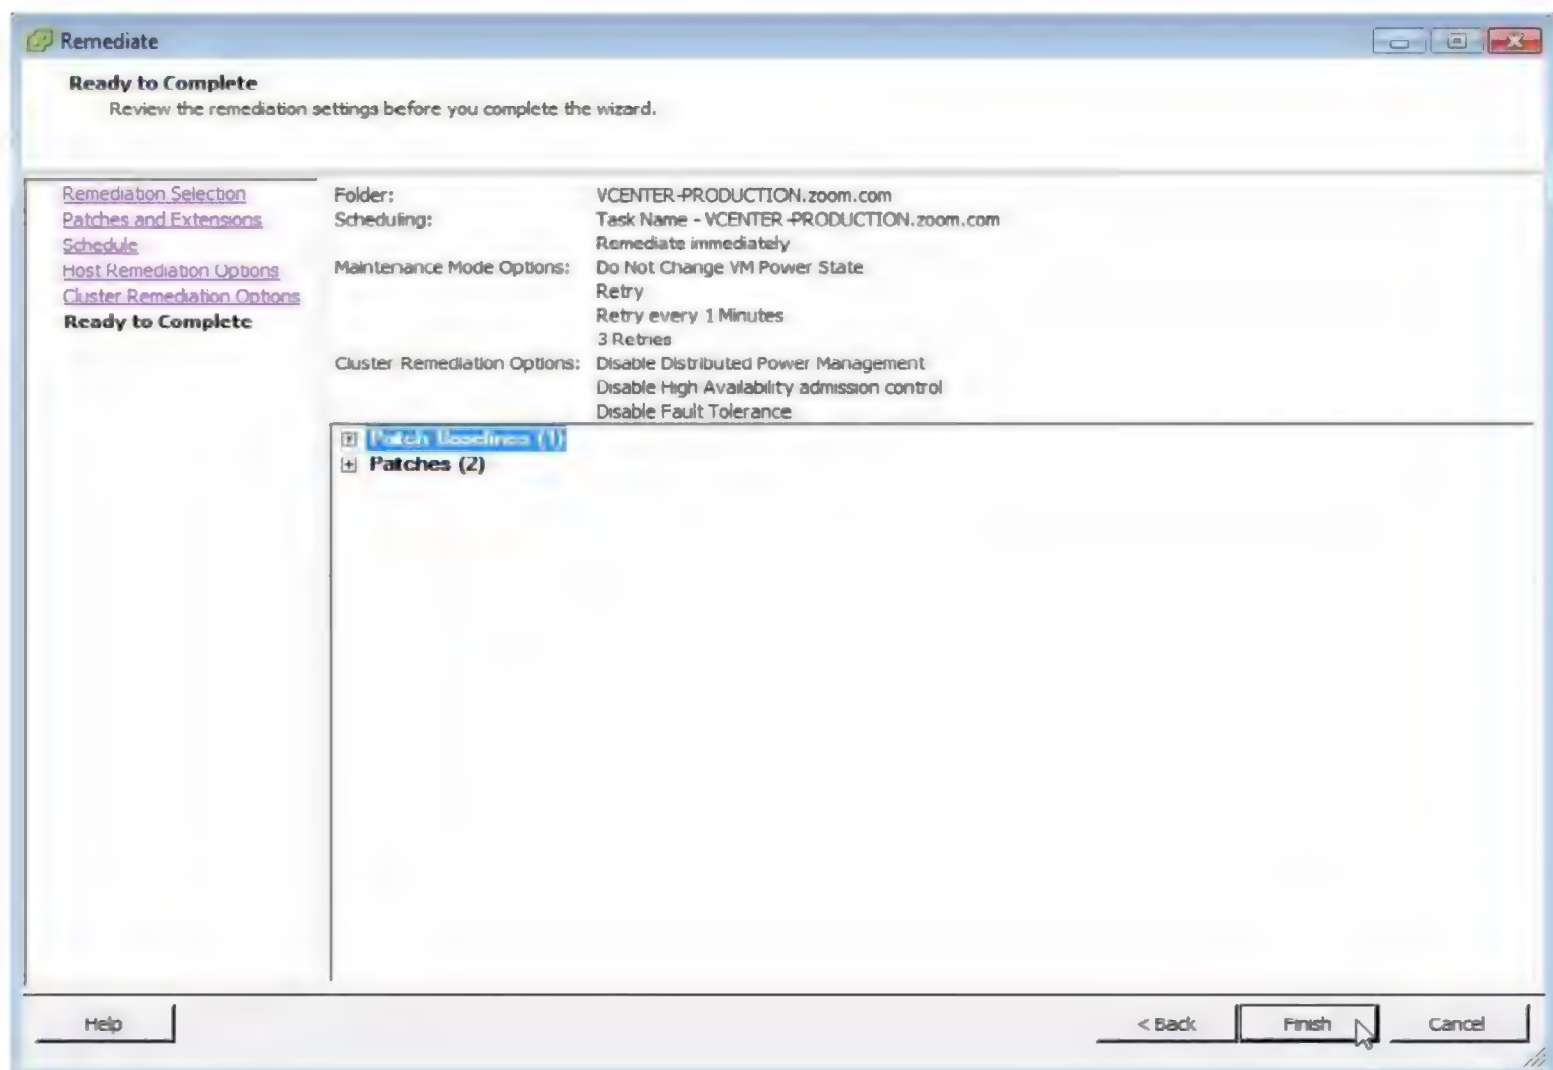 Remediate
Ready to Complete
Review the remediation settings before you complete the wizard.
Remediation Selection
Patches and Extensions
Schedule
Host Remediation Options
Cluster Remediation Options
Ready to Complete
Folder: VCENTER-PRODUCTION.zoom.com
Scheduling: Task Name - VCENTER-PRODUCTION.zoom.com
Remediate immediately
Maintenance Mode Options: Do Not Change VM Power State
Retry
Retry every 1 Minutes
3 Retries
Cluster Remediation Options: Disable Distributed Power Management
Disable High Availability admission control
Disable Fault Tolerance
Patch Baselines (1)
Patches (2)
Help
< Back
Finish
Cancel